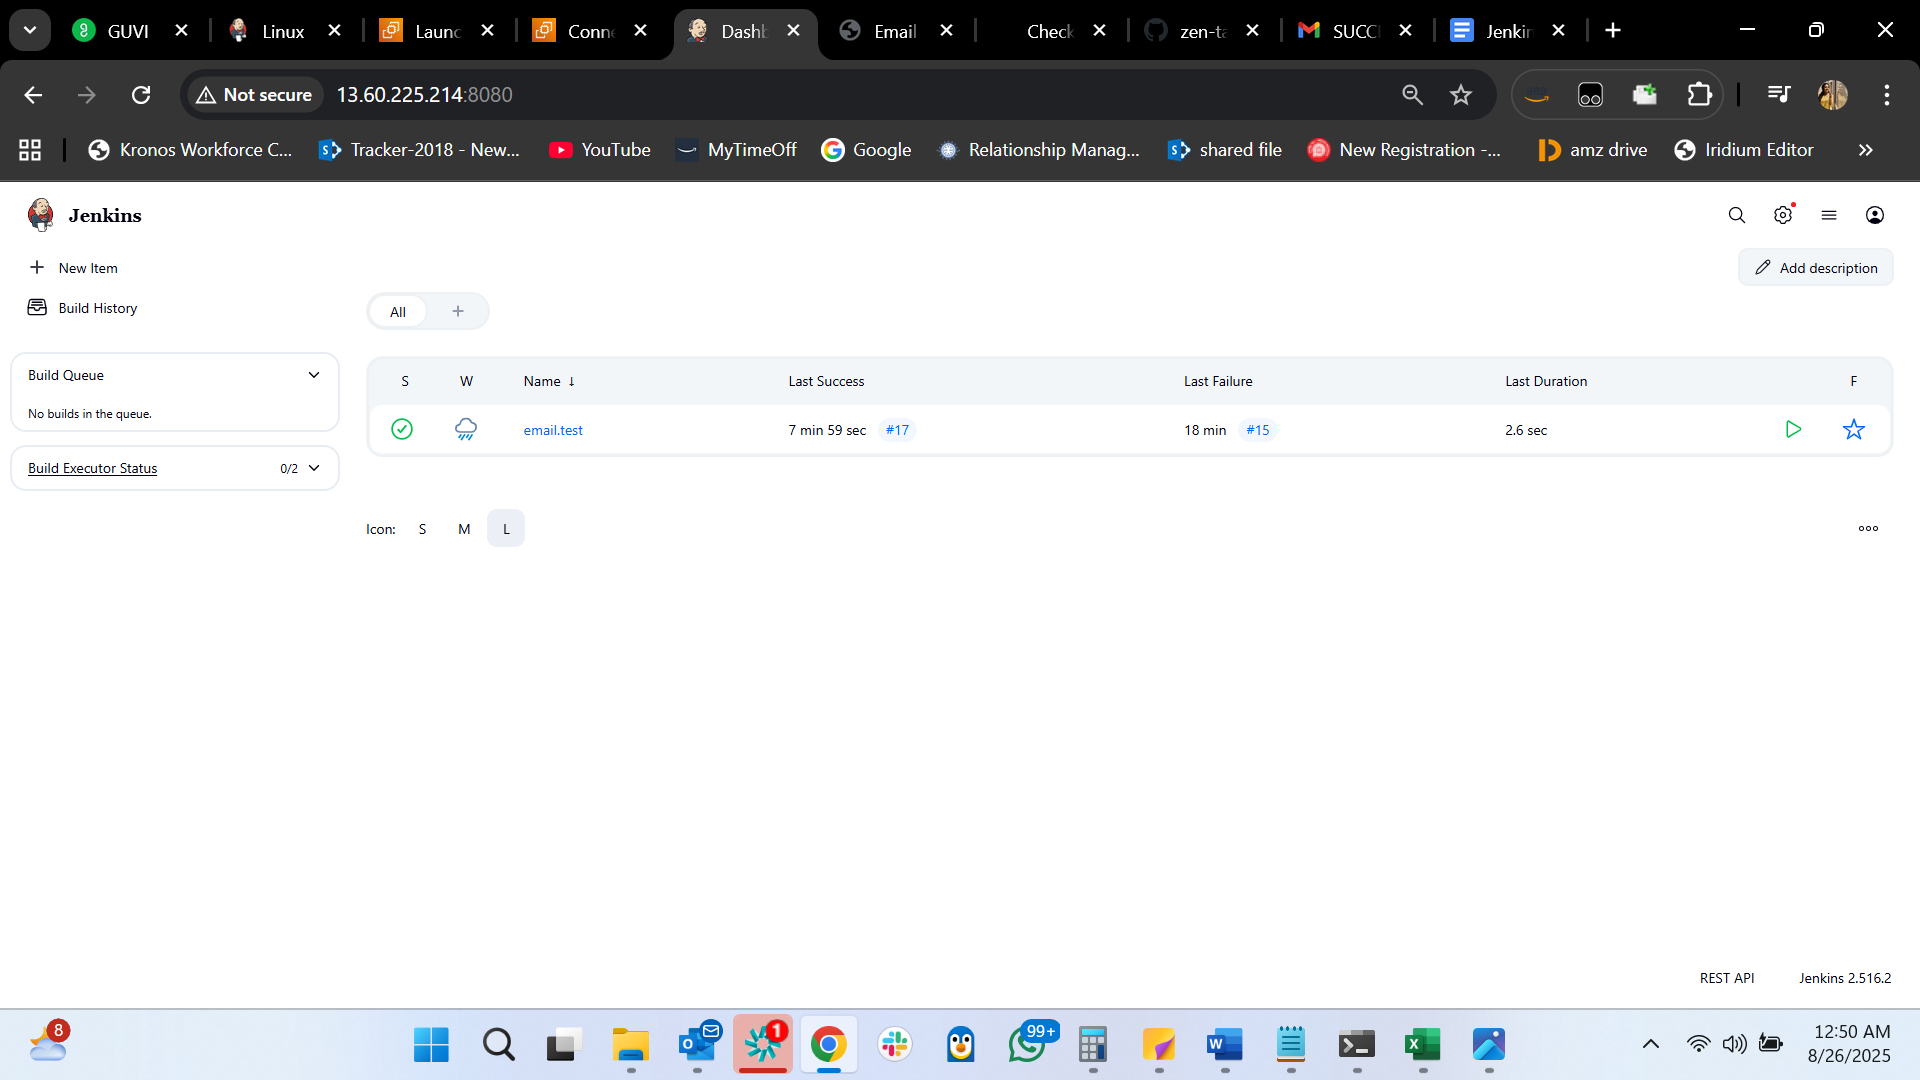 GUVI
Linux
Launc
Conne
Dashb
Email
Check
zen-ta
SUCC
Jenkin
Not secure
13.60.225.214:8080
Kronos Workforce C...
Tracker-2018 - New...
YouTube
MyTimeOff
Google
Relationship Manag...
shared file
New Registration -...
amz drive
Iridium Editor
Jenkins
New Item
Add description
Build History
All
Build Queue
No builds in the queue.
S W Name ↓ Last Success Last Failure Last Duration F
email.test 7 min 59 sec #17 18 min #15 2.6 sec
Build Executor Status 0/2
Icon: S M L
REST API Jenkins 2.516.2
8
1
99+
12:50 AM
8/26/2025